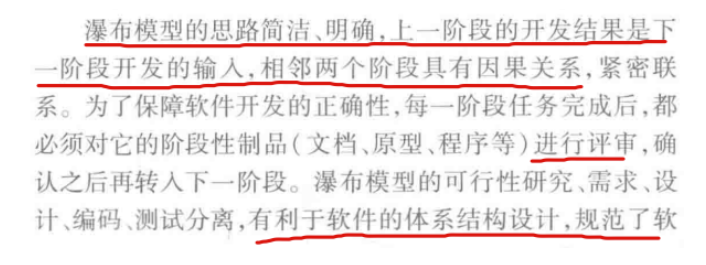 瀑布模型的思路简洁、明确,上一阶段的开发结果是下
一阶段开发的输入,相邻两个阶段具有因果关系,紧密联
系。为了保障软件开发的正确性,每一阶段任务完成后,都
必须对它的阶段性制品(文档、原型、程序等)进行评审,确
认之后再转入下一阶段。瀑布模型的可行性研究、需求、设
计、编码、测试分离,有利于软件的体系结构设计,规范了软